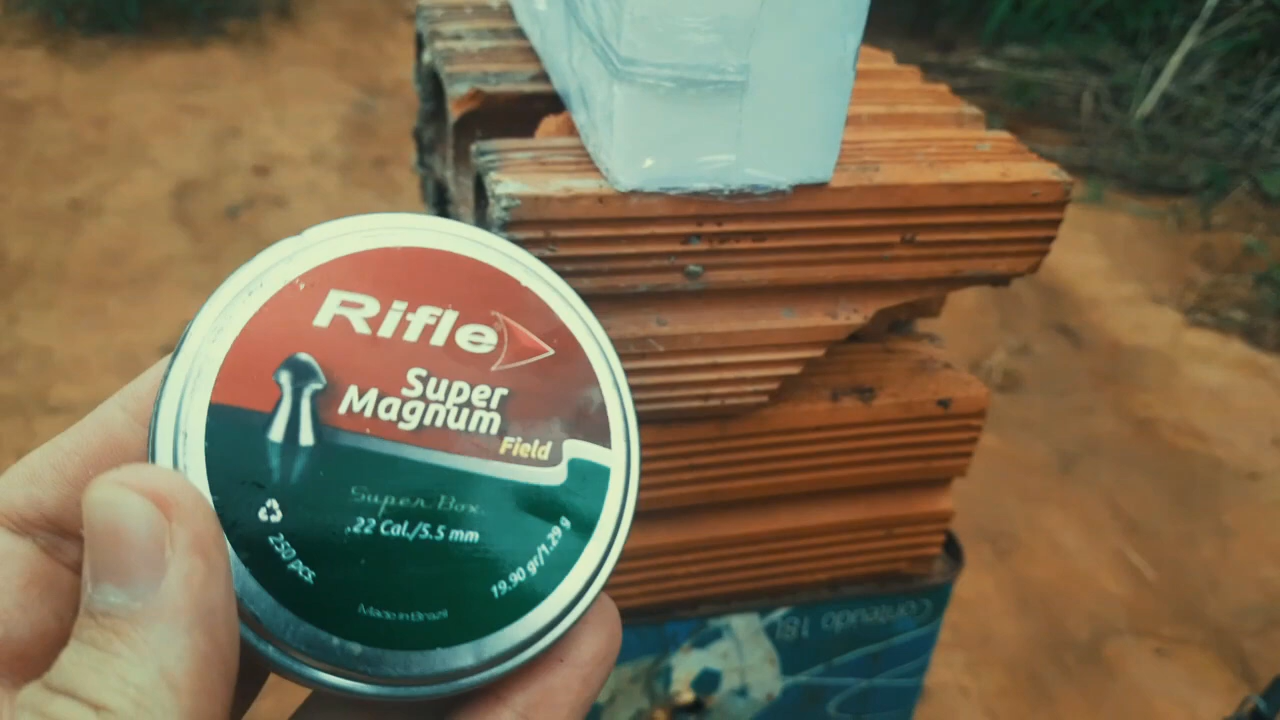 Rifle
Super
Magnum
Field
Super Box
.22 Cal./5.5 mm
250 pcs.
19.90 gr/1.29 g
Made in Brazil
Conteúdo 18l